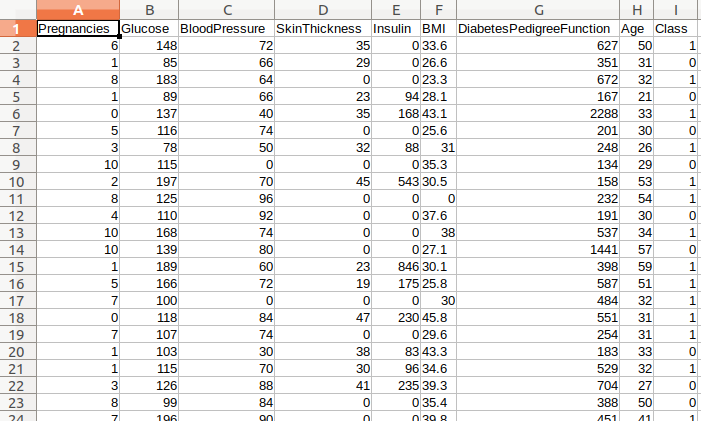 A B C D E F G H I
1 Pregnancies Glucose BloodPressure SkinThickness Insulin BMI DiabetesPedigreeFunction Age Class
2 6 148 72 35 0 33.6 627 50 1
3 1 85 66 29 0 26.6 351 31 0
4 8 183 64 0 0 23.3 672 32 1
5 1 89 66 23 94 28.1 167 21 0
6 0 137 40 35 168 43.1 2288 33 1
7 5 116 74 0 0 25.6 201 30 0
8 3 78 50 32 88 31 248 26 1
9 10 115 0 0 0 35.3 134 29 0
10 2 197 70 45 543 30.5 158 53 1
11 8 125 96 0 0 0 232 54 1
12 4 110 92 0 0 37.6 191 30 0
13 10 168 74 0 0 38 537 34 1
14 10 139 80 0 0 27.1 1441 57 0
15 1 189 60 23 846 30.1 398 59 1
16 5 166 72 19 175 25.8 587 51 1
17 7 100 0 0 0 30 484 32 1
18 0 118 84 47 230 45.8 551 31 1
19 7 107 74 0 0 29.6 254 31 1
20 1 103 30 38 83 43.3 183 33 0
21 1 115 70 30 96 34.6 529 32 1
22 3 126 88 41 235 39.3 704 27 0
23 8 99 84 0 0 35.4 388 50 0
24 7 196 90 0 0 39.8 451 41 1